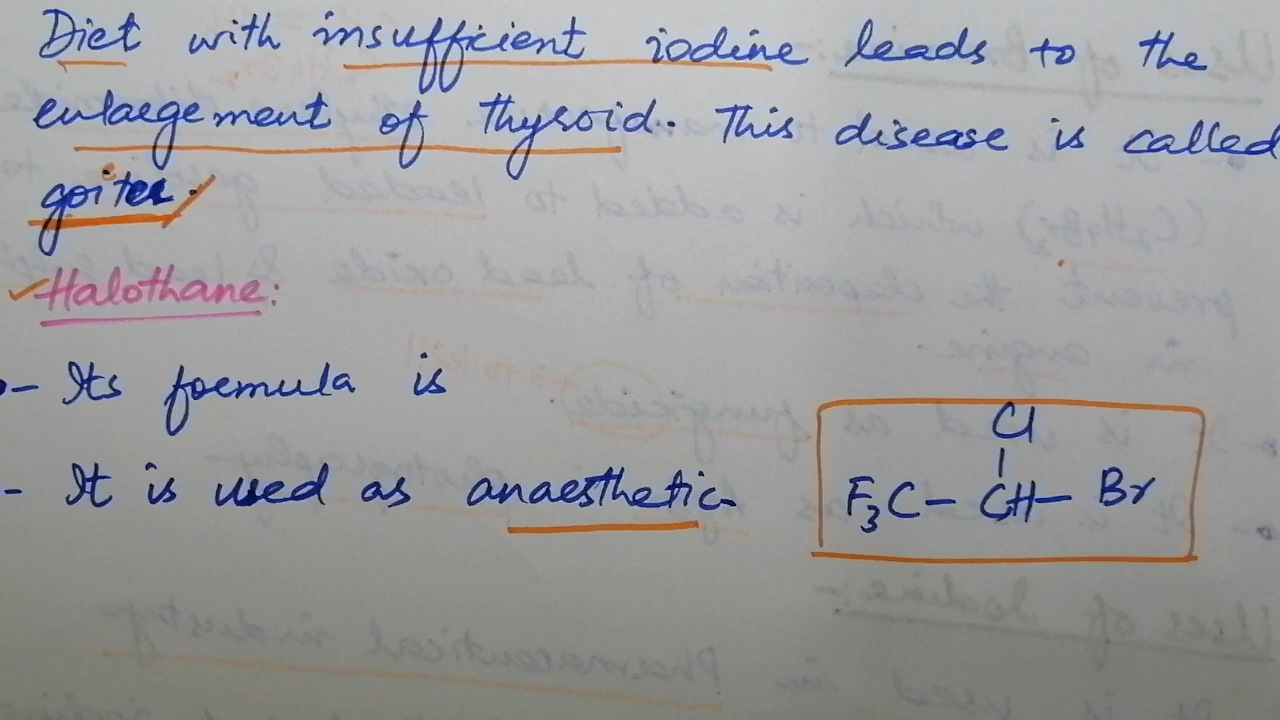 Diet with insufficient iodine leads to the
enlargement of thyroid. This disease is called
goiter.
Halothane:
- Its formula is
- It is used as anaesthetic
Cl
|
F₃C – CH – Br